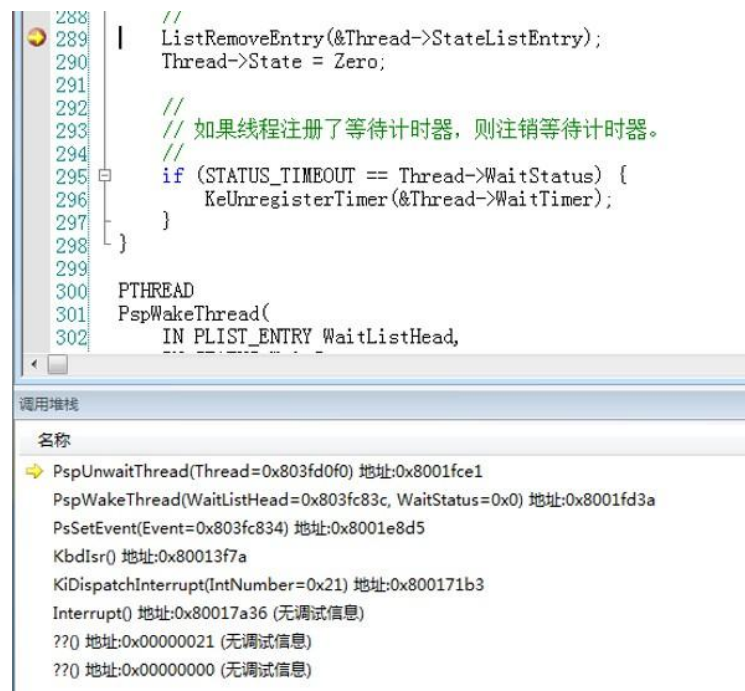 288 //
289 ListRemoveEntry(&Thread->StateListEntry);
290 Thread->State = Zero;
291
292 //
293 // 如果线程注册了等待计时器，则注销等待计时器。
294 //
295 if (STATUS_TIMEOUT == Thread->WaitStatus) {
296 KeUnregisterTimer(&Thread->WaitTimer);
297 }
298 }
299
300 PTHREAD
301 PspWakeThread(
302 IN PLIST_ENTRY WaitListHead,
调用堆栈
名称
PspUnwaitThread(Thread=0x803fd0f0) 地址:0x8001fce1
PspWakeThread(WaitListHead=0x803fc83c, WaitStatus=0x0) 地址:0x8001fd3a
PsSetEvent(Event=0x803fc834) 地址:0x8001e8d5
KbdIsr() 地址:0x80013f7a
KiDispatchInterrupt(IntNumber=0x21) 地址:0x800171b3
Interrupt() 地址:0x80017a36 (无调试信息)
??() 地址:0x00000021 (无调试信息)
??() 地址:0x00000000 (无调试信息)